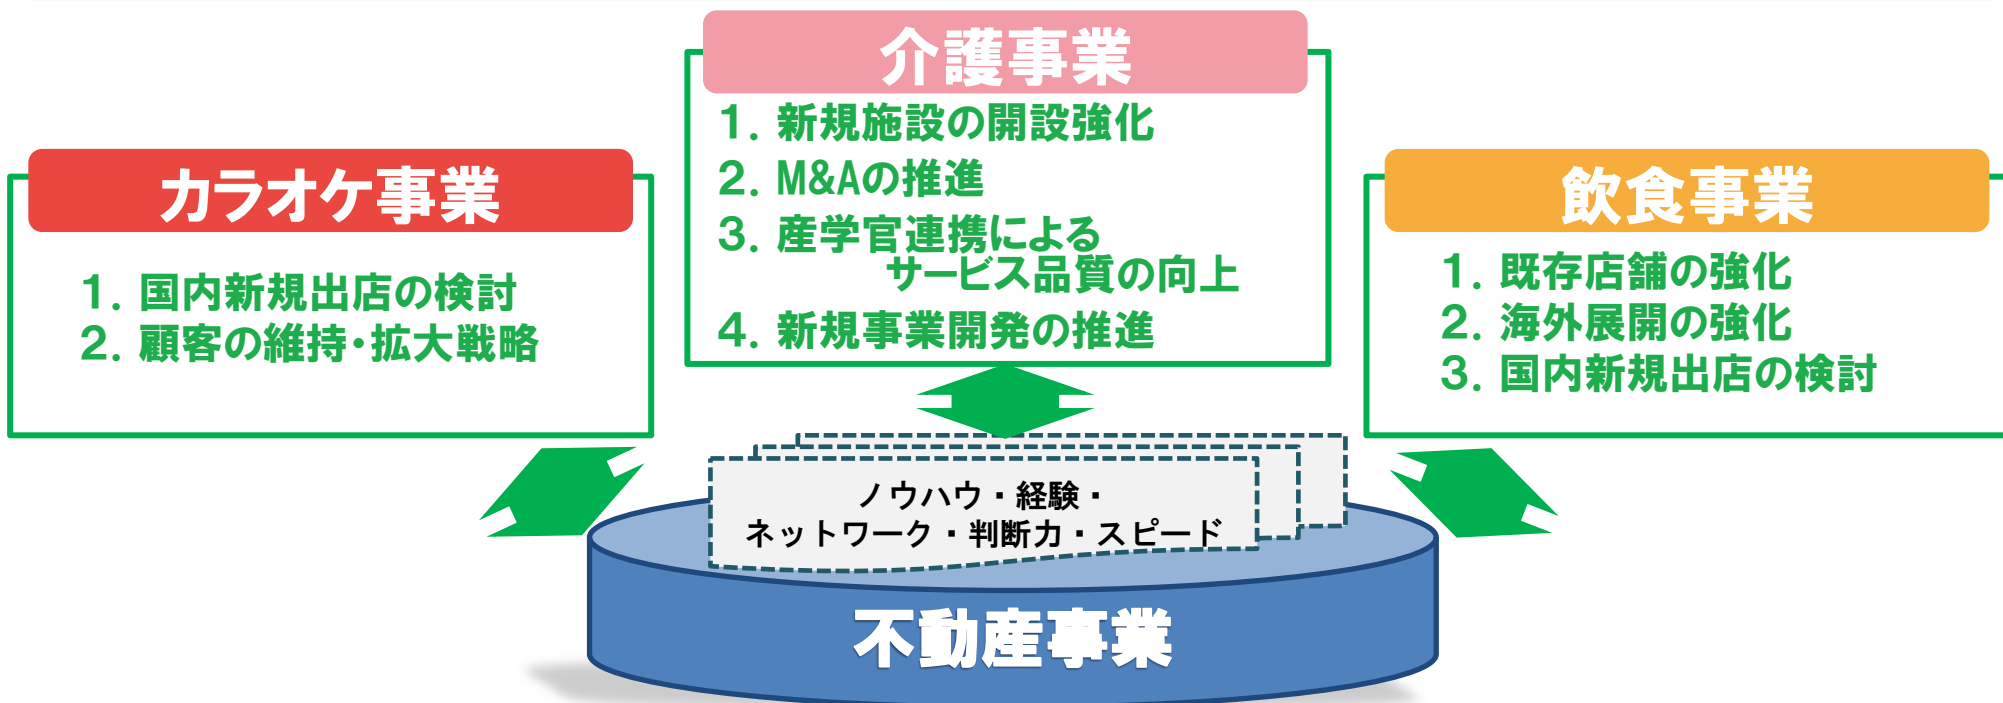 介護事業
1. 新規施設の開設強化
2. M&Aの推進
3. 産学官連携による
サービス品質の向上
4. 新規事業開発の推進
カラオケ事業
1. 国内新規出店の検討
2. 顧客の維持・拡大戦略
飲食事業
1. 既存店舗の強化
2. 海外展開の強化
3. 国内新規出店の検討
ノウハウ・経験・
ネットワーク・判断力・スピード
不動産事業